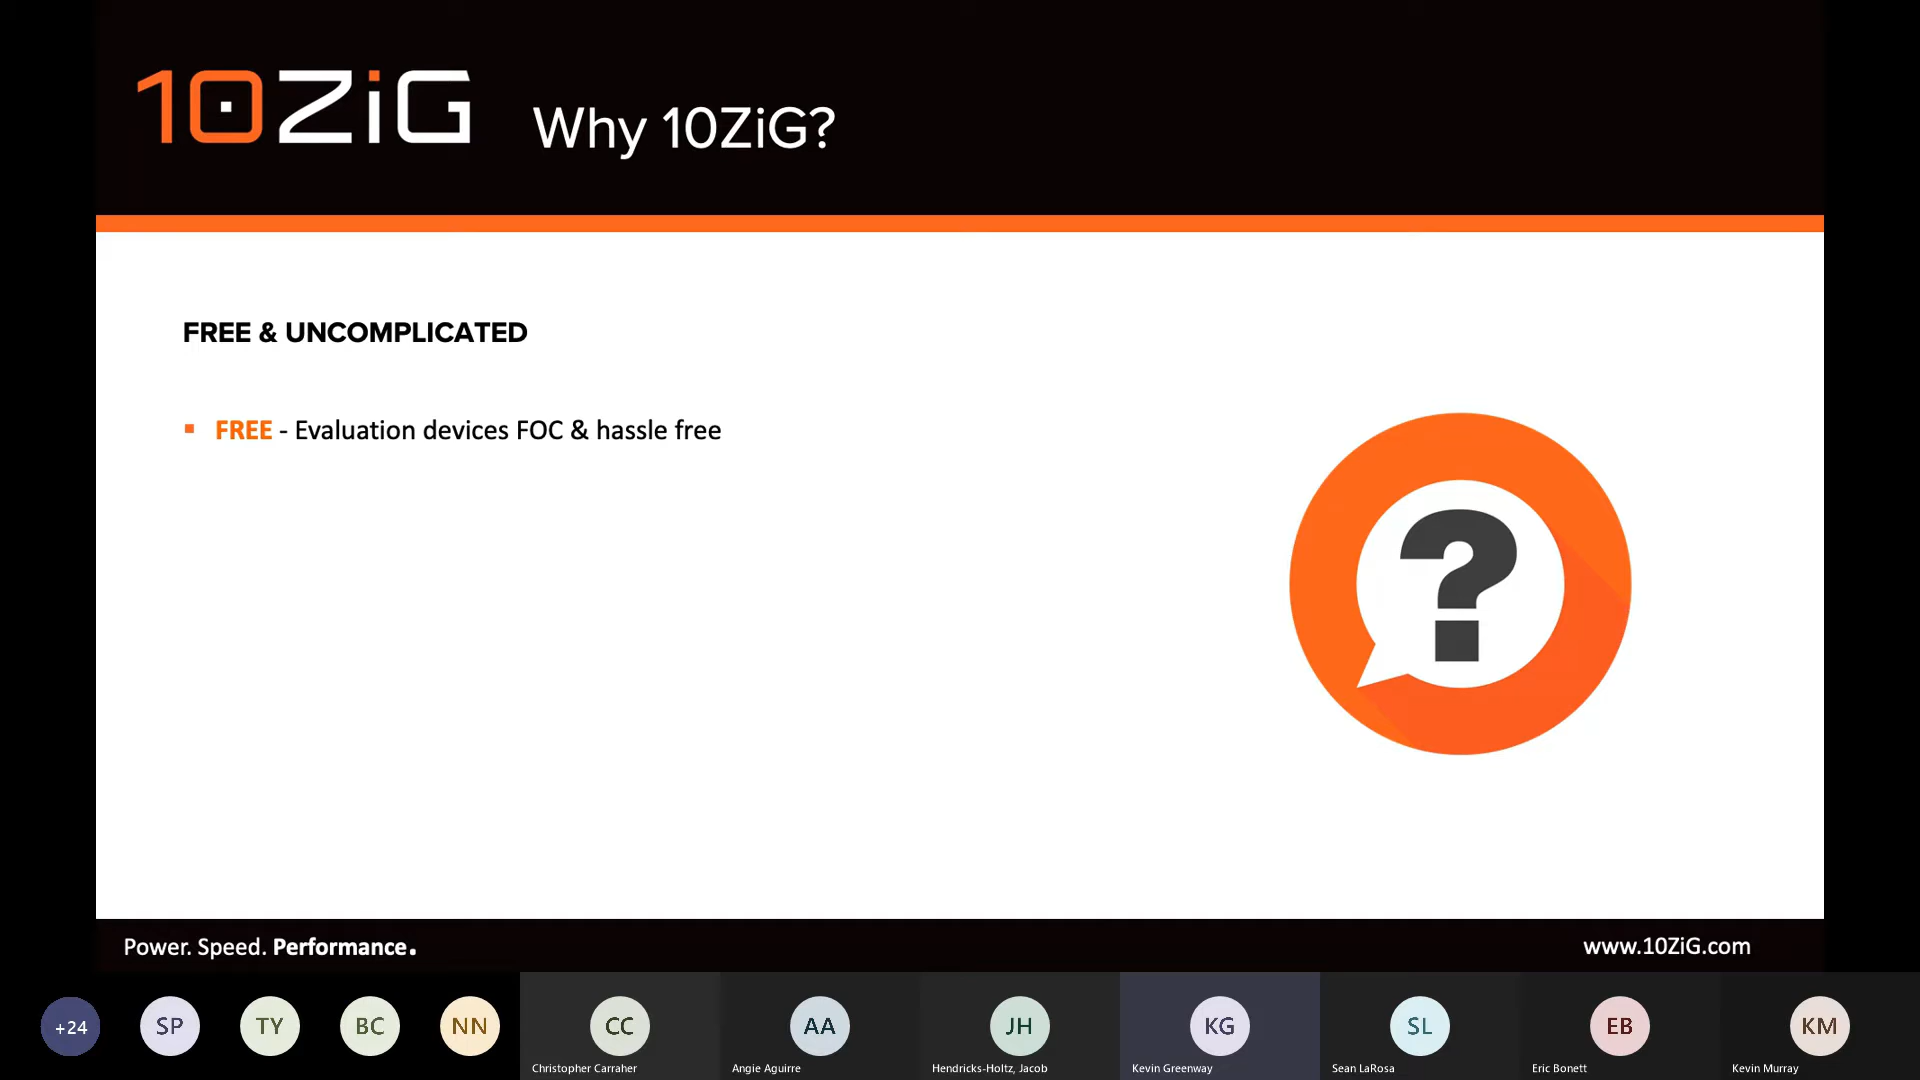 10ZiG
Why 10ZiG?
FREE & UNCOMPLICATED
▪ FREE - Evaluation devices FOC & hassle free
?
Power. Speed. Performance.
www.10ZiG.com
+24
SP
TY
BC
NN
CC
AA
JH
KG
SL
EB
KM
Christopher Carraher
Angie Aguirre
Hendricks-Holtz, Jacob
Kevin Greenway
Sean LaRosa
Eric Bonett
Kevin Murray